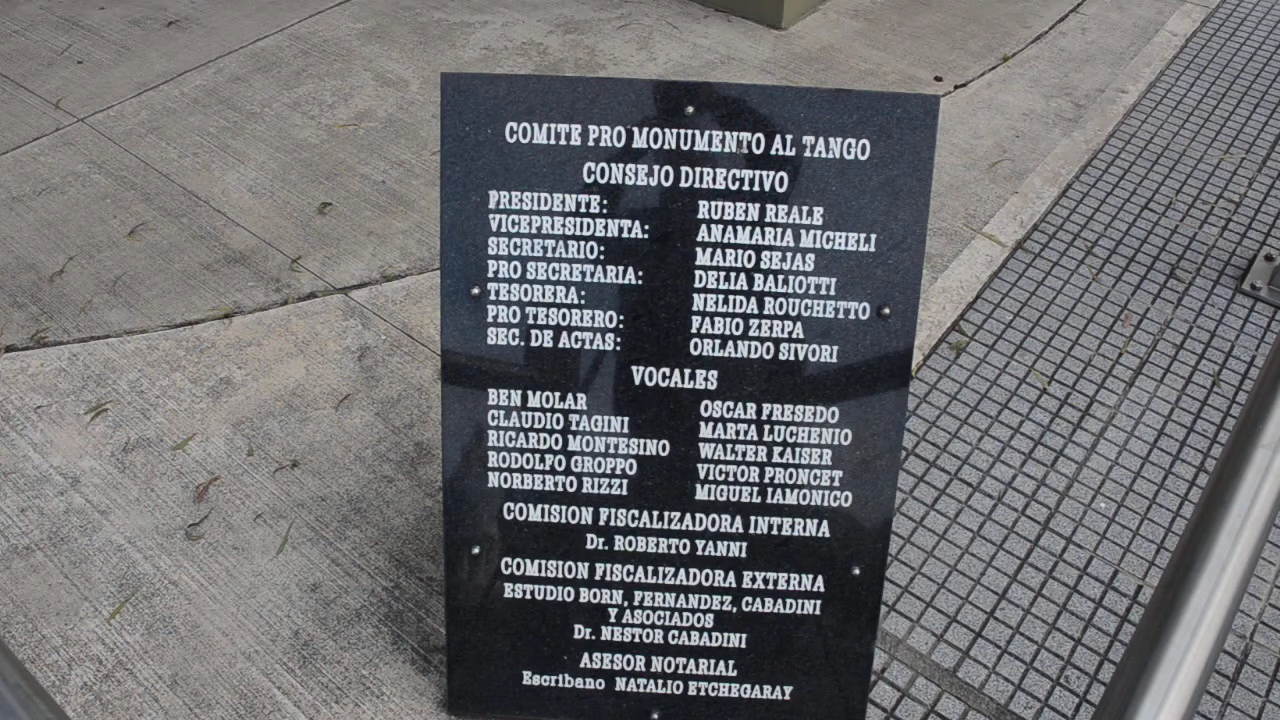 COMITE PRO MONUMENTO AL TANGO
CONSEJO DIRECTIVO
PRESIDENTE: RUBEN REALE
VICEPRESIDENTA: ANAMARIA MICHELI
SECRETARIO: MARIO SEJAS
PRO SECRETARIA: DELIA BALIOTTI
TESORERA: NELIDA ROUCHETTO
PRO TESORERO: FABIO ZERPA
SEC. DE ACTAS: ORLANDO SIVORI
VOCALES
BEN MOLAR OSCAR FRESEDO
CLAUDIO TAGINI MARTA LUCHENIO
RICARDO MONTESINO WALTER KAISER
RODOLFO GROPPO VICTOR PRONCET
NORBERTO RIZZI MIGUEL IAMONICO
COMISION FISCALIZADORA INTERNA
Dr. ROBERTO YANNI
COMISION FISCALIZADORA EXTERNA
ESTUDIO BORN, FERNANDEZ, CABADINI
Y ASOCIADOS
Dr. NESTOR CABADINI
ASESOR NOTARIAL
Escribano NATALIO ETCHEGARAY